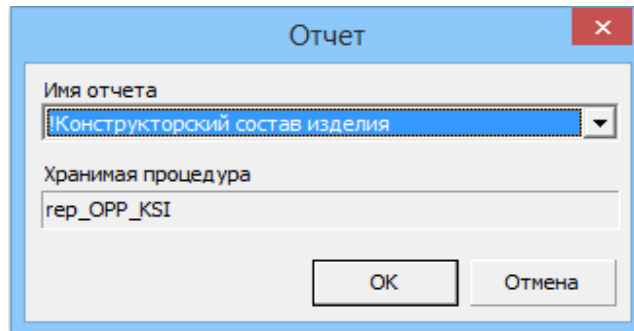 Отчет
Имя отчета
!Конструкторский состав изделия
Хранимая процедура
rep_OPP_KSI
OK
Отмена